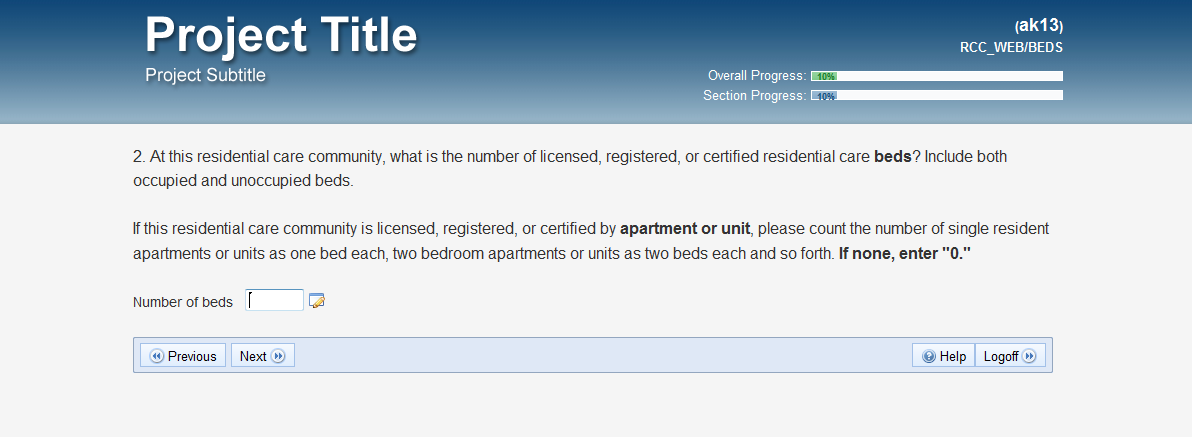 Project Title
Project Subtitle
(ak13)
RCC_WEB/BEDS
Overall Progress: 10%
Section Progress: 10%
2. At this residential care community, what is the number of licensed, registered, or certified residential care beds? Include both
occupied and unoccupied beds.
If this residential care community is licensed, registered, or certified by apartment or unit, please count the number of single resident
apartments or units as one bed each, two bedroom apartments or units as two beds each and so forth. If none, enter "0."
Number of beds
Previous Next Help Logoff